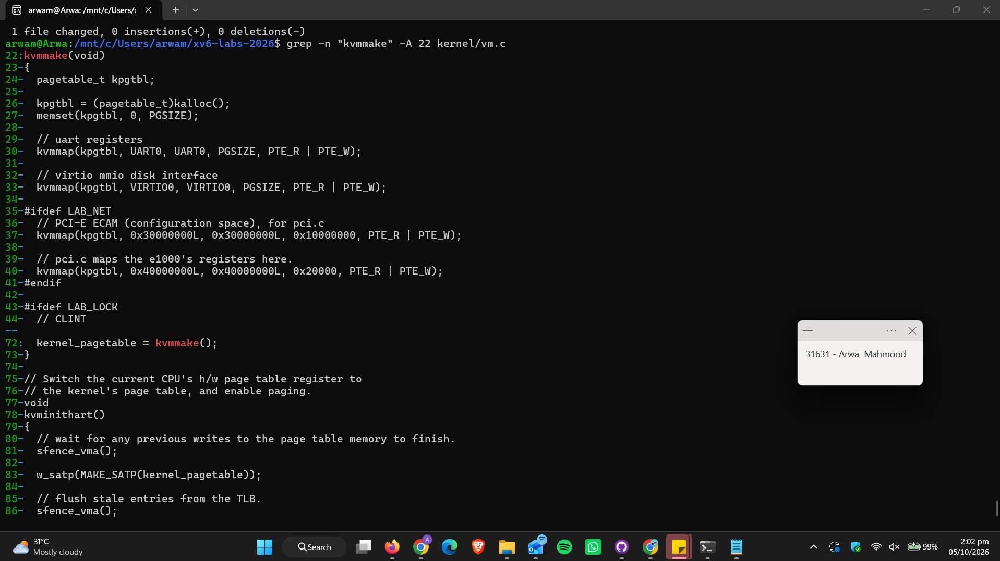 arwam@Arwa: /mnt/c/Users/a
1 file changed, 0 insertions(+), 0 deletions(-)
arwam@Arwa:/mnt/c/Users/arwam/xv6-labs-2026$ grep -n "kvmmake" -A 22 kernel/vm.c
22:kvmmake(void)
23-{
24-  pagetable_t kpgtbl;
25-
26-  kpgtbl = (pagetable_t)kalloc();
27-  memset(kpgtbl, 0, PGSIZE);
28-
29-  // uart registers
30-  kvmmap(kpgtbl, UART0, UART0, PGSIZE, PTE_R | PTE_W);
31-
32-  // virtio mmio disk interface
33-  kvmmap(kpgtbl, VIRTIO0, VIRTIO0, PGSIZE, PTE_R | PTE_W);
34-
35-#ifdef LAB_NET
36-  // PCI-E ECAM (configuration space), for pci.c
37-  kvmmap(kpgtbl, 0x30000000L, 0x30000000L, 0x10000000, PTE_R | PTE_W);
38-
39-  // pci.c maps the e1000's registers here.
40-  kvmmap(kpgtbl, 0x40000000L, 0x40000000L, 0x20000, PTE_R | PTE_W);
41-#endif
42-
43-#ifdef LAB_LOCK
44-  // CLINT
--
72:  kernel_pagetable = kvmmake();
73-}
74-
75-// Switch the current CPU's h/w page table register to
76-// the kernel's page table, and enable paging.
77-void
78-kvminithart()
79-{
80-  // wait for any previous writes to the page table memory to finish.
81-  sfence_vma();
82-
83-  w_satp(MAKE_SATP(kernel_pagetable));
84-
85-  // flush stale entries from the TLB.
86-  sfence_vma();
31631 - Arwa  Mahmood
31°C
Mostly cloudy
Search
A
99%
2:02 pm
05/10/2026